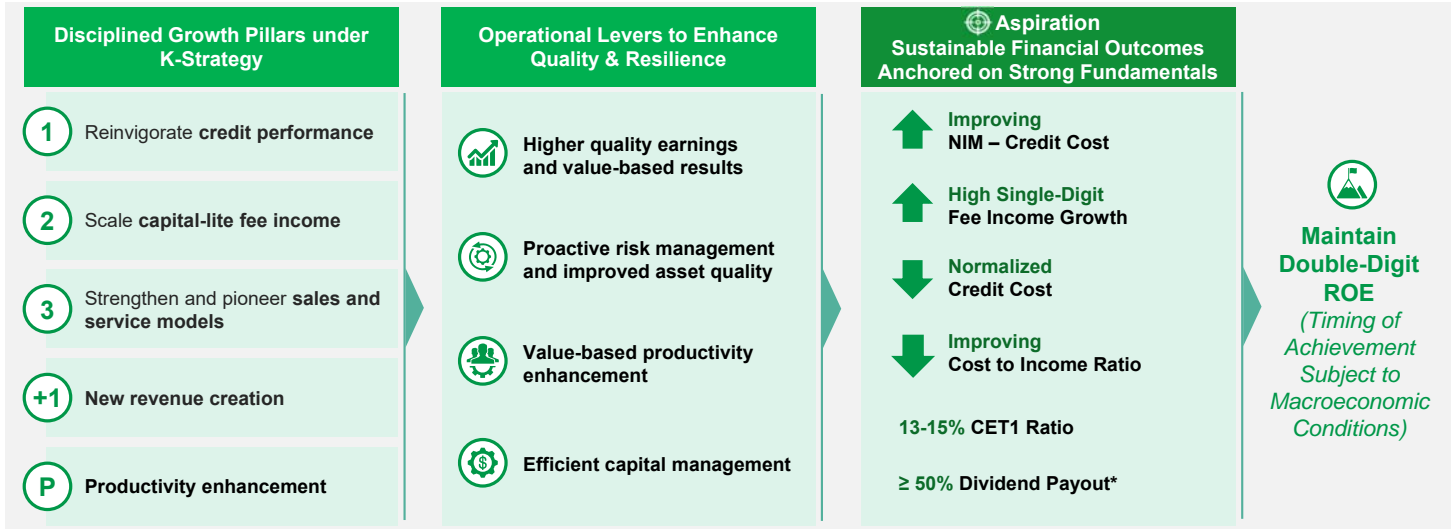 Disciplined Growth Pillars under
K-Strategy
1
Reinvigorate credit performance
2
Scale capital-lite fee income
3
Strengthen and pioneer sales and
service models
+1
New revenue creation
P
Productivity enhancement
Operational Levers to Enhance
Quality & Resilience
Higher quality earnings
and value-based results
Proactive risk management
and improved asset quality
Value-based productivity
enhancement
$
Efficient capital management
Aspiration
Sustainable Financial Outcomes
Anchored on Strong Fundamentals
Improving
NIM – Credit Cost
High Single-Digit
Fee Income Growth
Normalized
Credit Cost
Improving
Cost to Income Ratio
13-15% CET1 Ratio
≥ 50% Dividend Payout*
Maintain
Double-Digit
ROE
(Timing of
Achievement
Subject to
Macroeconomic
Conditions)